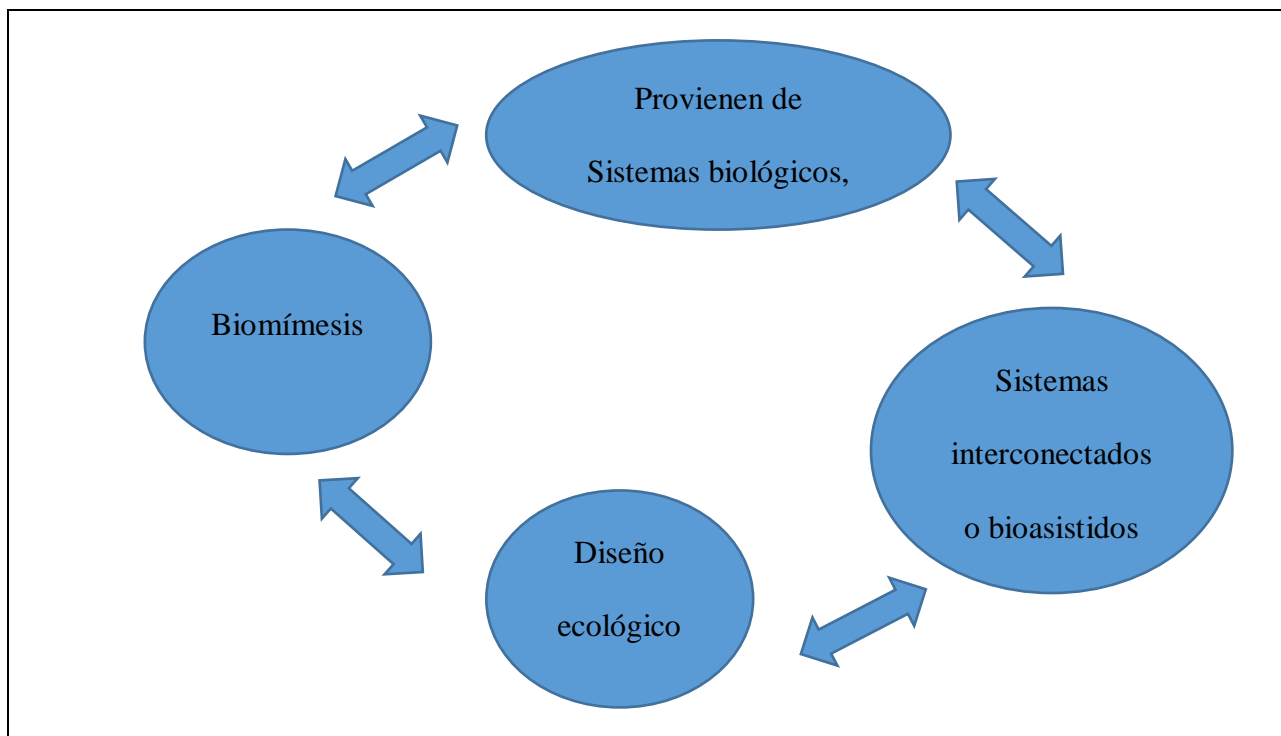 Provienen de
Sistemas biológicos,
Biomímesis
Sistemas
interconectados
o bioasistidos
Diseño
ecológico